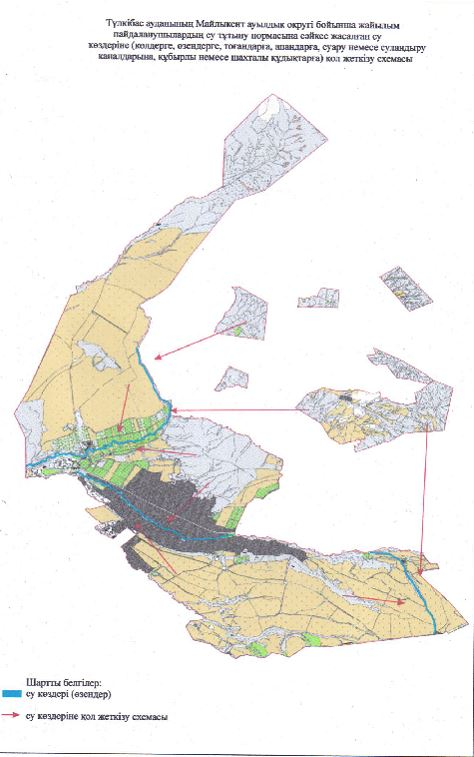 Түлкібас ауданының Майлыкент ауылдық округі бойынша жайылым
пайдаланушылардың су тұтыну нормасына сәйкес жасалған су
көздеріне (көлдерге, өзендерге, тоғандарға, апандарға, суару немесе суландыру
каналдарына, құбырлы немесе шахталы құдықтарға) қол жеткізу схемасы
Шартты белгілер:
су көздері (өзендер)
су көздеріне қол жеткізу схемасы